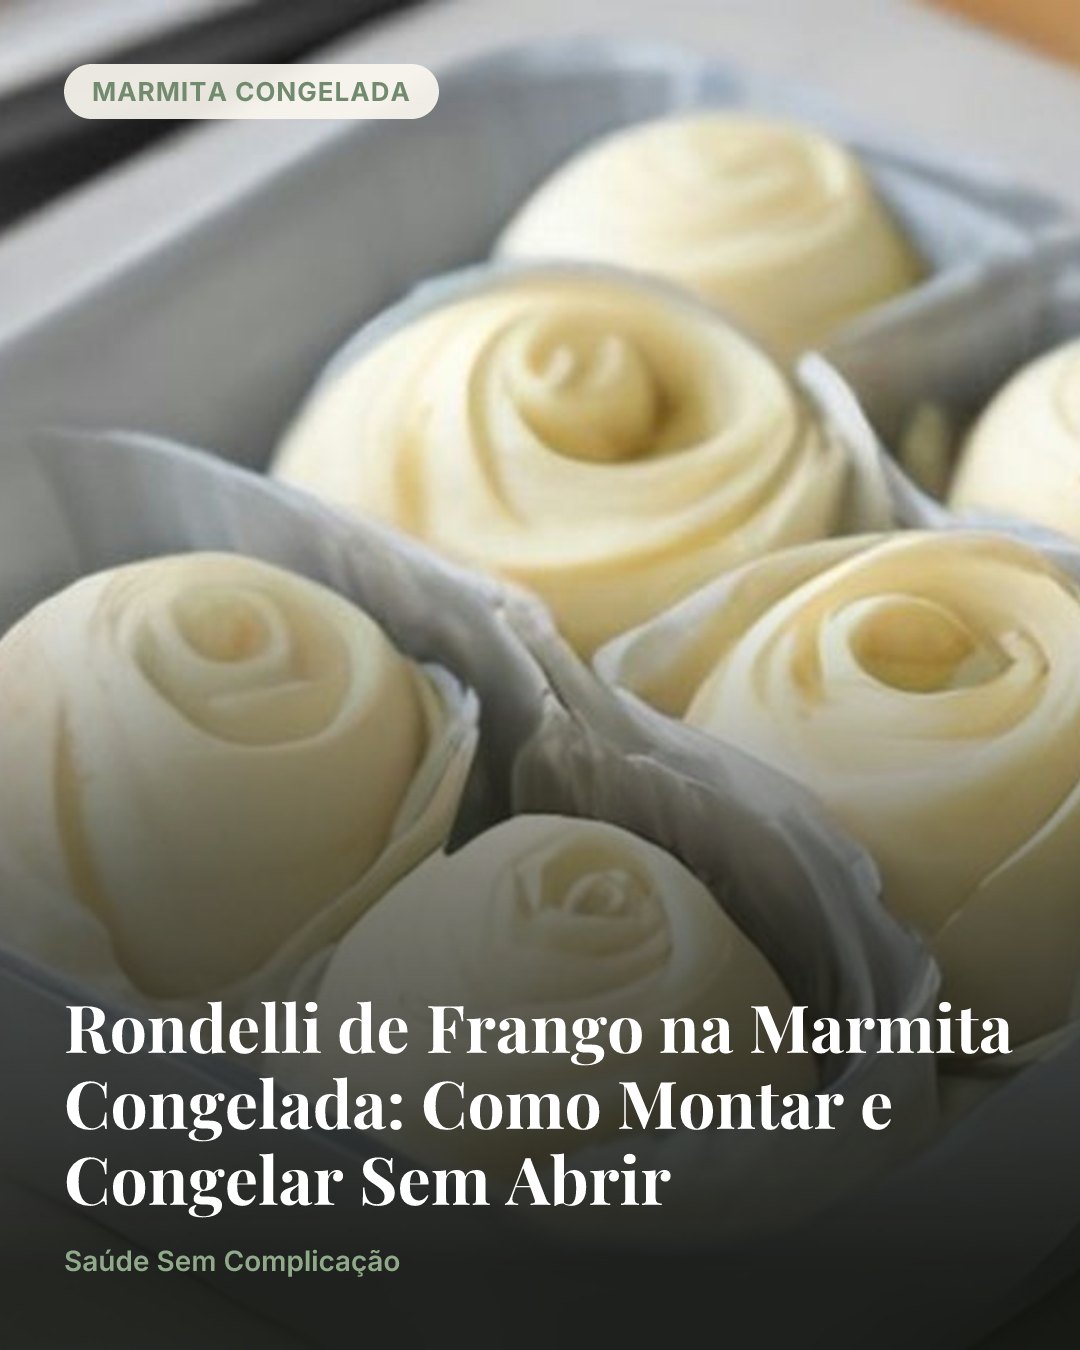 MARMITA CONGELADA
Rondelli de Frango na Marmita
Congelada: Como Montar e
Congelar Sem Abrir
Saúde Sem Complicação